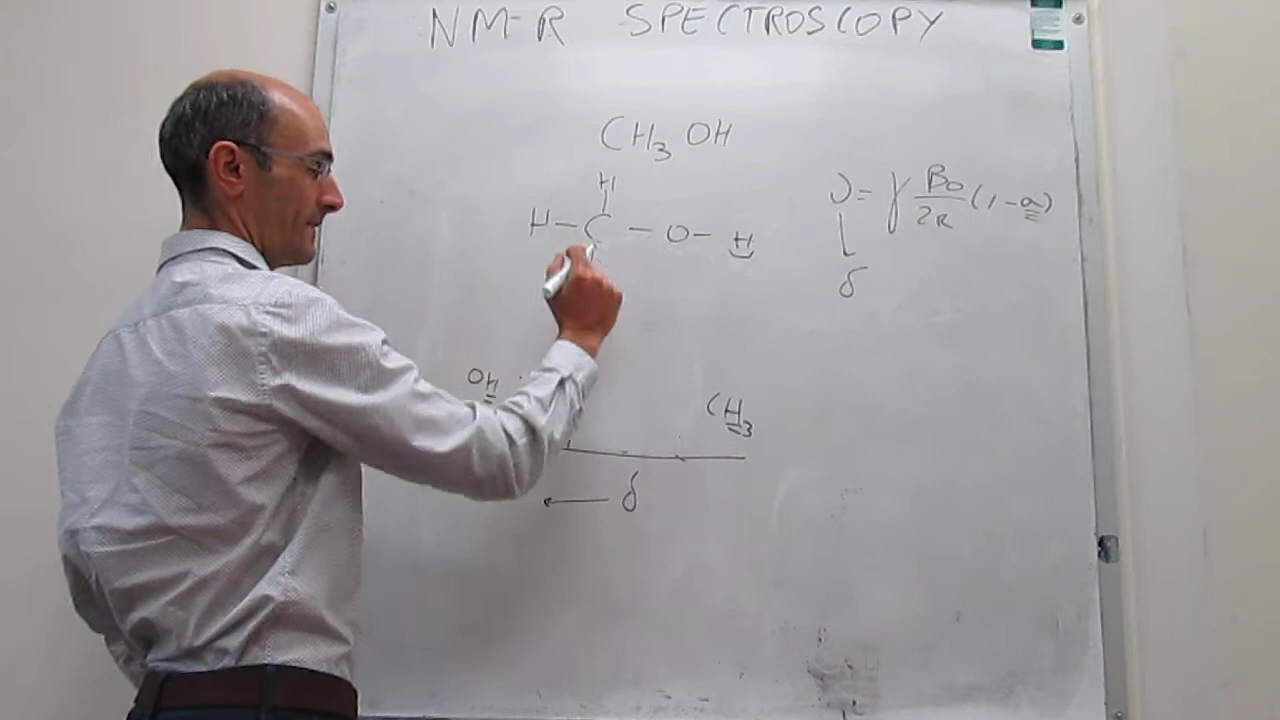 NMR SPECTROSCOPY
CH3 OH
H
H - C - O - H
ν = γ B0/2π (1-σ)
δ
OH
CH3
δ